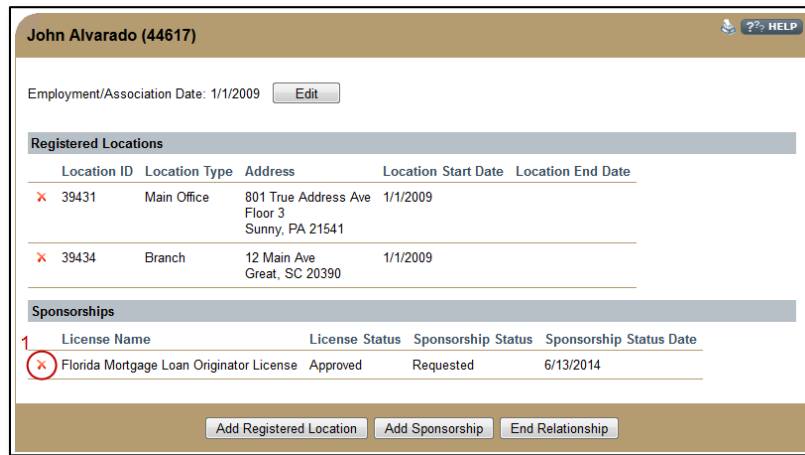 John Alvarado (44617)
??? HELP
Employment/Association Date: 1/1/2009 Edit
Registered Locations
Location ID Location Type Address Location Start Date Location End Date
39431 Main Office 801 True Address Ave 1/1/2009
Floor 3
Sunny, PA 21541
39434 Branch 12 Main Ave 1/1/2009
Great, SC 20390
Sponsorships
1
License Name License Status Sponsorship Status Sponsorship Status Date
Florida Mortgage Loan Originator License Approved Requested 6/13/2014
Add Registered Location Add Sponsorship End Relationship